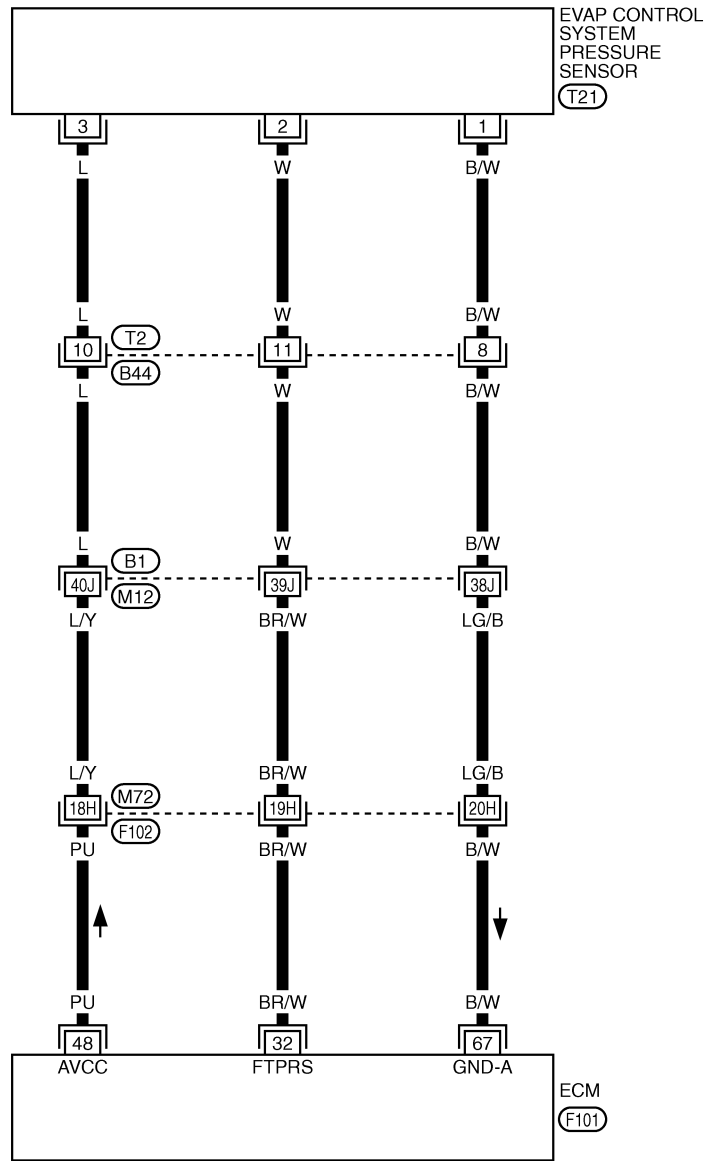 EVAP CONTROL
SYSTEM
PRESSURE
SENSOR
T21
3 2 1
L W B/W
L W B/W
T2
10 11 8
B44
L W B/W
L W B/W
B1
40J 39J 38J
M12
L/Y BR/W LG/B
L/Y BR/W LG/B
M72
18H 19H 20H
F102
PU BR/W B/W
PU BR/W B/W
48 32 67
AVCC FTPRS GND-A
ECM
F101